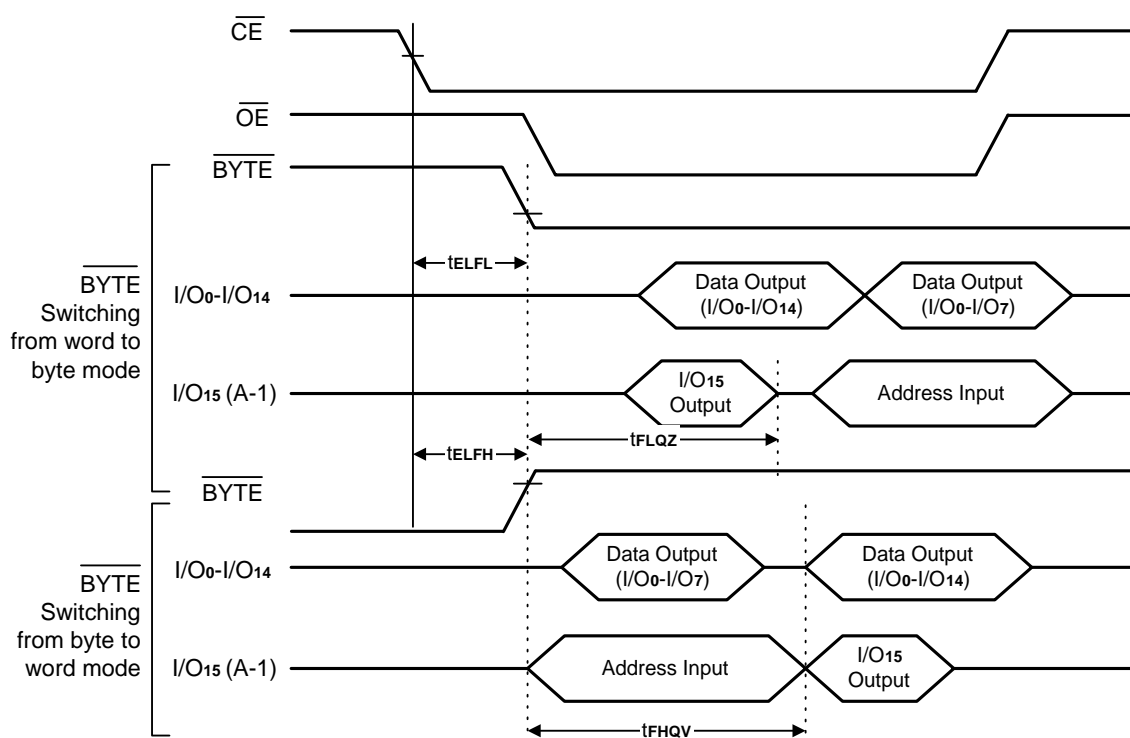 CE
OE
BYTE
tELFL
BYTE
Switching
from word to
byte mode
I/O0-I/O14
Data Output
(I/O0-I/O14)
Data Output
(I/O0-I/O7)
I/O15 (A-1)
I/O15
Output
Address Input
tELFH
tFLQZ
BYTE
BYTE
Switching
from byte to
word mode
I/O0-I/O14
Data Output
(I/O0-I/O7)
Data Output
(I/O0-I/O14)
I/O15 (A-1)
Address Input
I/O15
Output
tFHQV